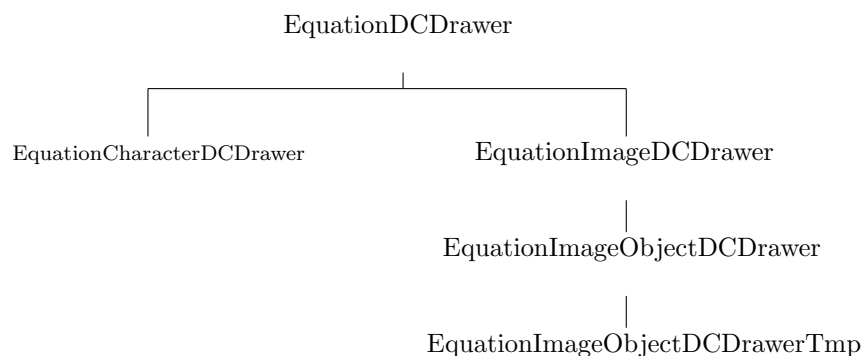 EquationDCDrawer
EquationCharacterDCDrawer
EquationImageDCDrawer
EquationImageObjectDCDrawer
EquationImageObjectDCDrawerTmp